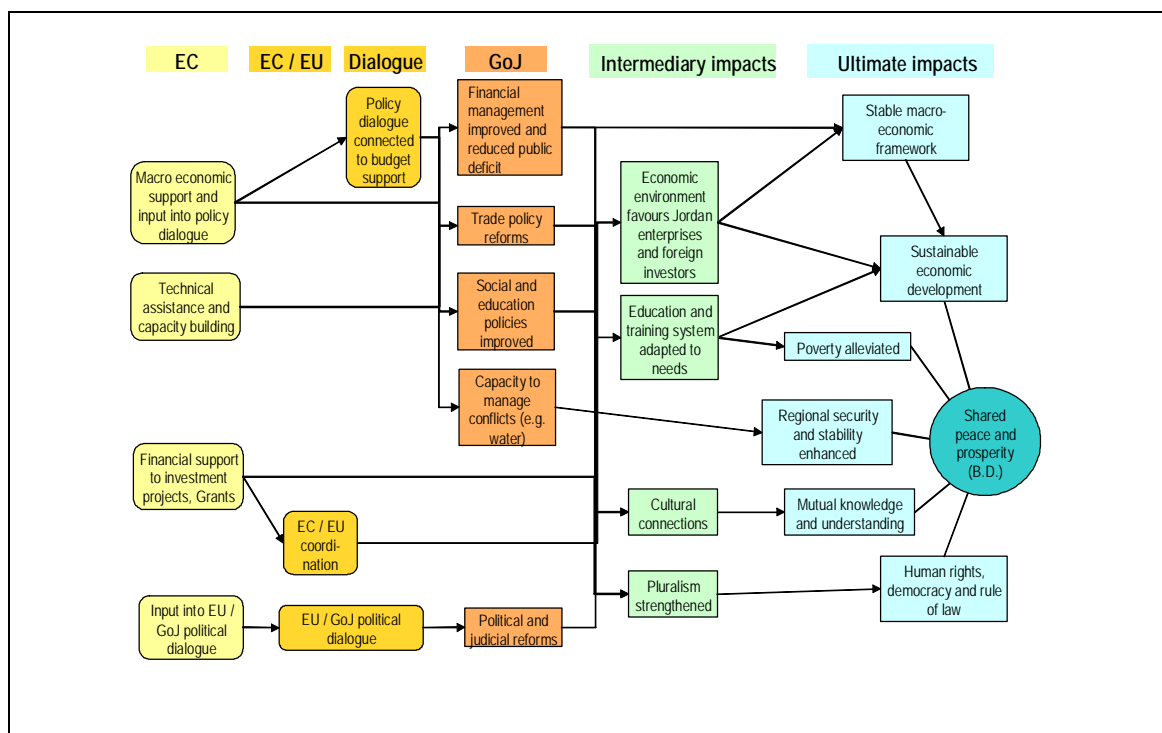 EC
EC / EU
Dialogue
GoJ
Intermediary impacts
Ultimate impacts
Policy
dialogue
connected
to budget
support
Financial
management
improved and
reduced public
deficit
Stable macro-
economic
framework
Macro economic
support and
input into policy
dialogue
Trade policy
reforms
Economic
environment
favours Jordan
enterprises
and foreign
investors
Sustainable
economic
development
Technical
assistance and
capacity building
Social and
education
policies
improved
Education and
training system
adapted to
needs
Poverty alleviated
Capacity to
manage
conflicts (e.g.
water)
Regional security
and stability
enhanced
Shared
peace and
prosperity
(B.D.)
Financial support
to investment
projects, Grants
EC / EU
coordi-
nation
Cultural
connections
Mutual knowledge
and understanding
Pluralism
strengthened
Human rights,
democracy and rule
of law
Input into EU /
GoJ political
dialogue
EU / GoJ political
dialogue
Political and
judicial reforms